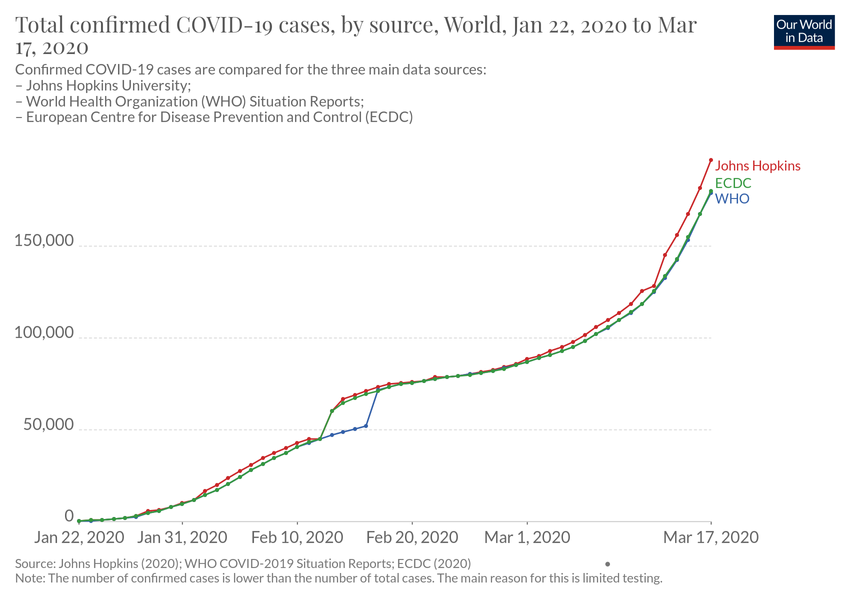 Total confirmed COVID-19 cases, by source, World, Jan 22, 2020 to Mar
17, 2020
Our World
in Data
Confirmed COVID-19 cases are compared for the three main data sources:
– Johns Hopkins University;
– World Health Organization (WHO) Situation Reports;
– European Centre for Disease Prevention and Control (ECDC)
Johns Hopkins
ECDC
WHO
150,000
100,000
50,000
0
Jan 22, 2020 Jan 31, 2020 Feb 10, 2020 Feb 20, 2020 Mar 1, 2020 Mar 17, 2020
Source: Johns Hopkins (2020); WHO COVID-2019 Situation Reports; ECDC (2020)
Note: The number of confirmed cases is lower than the number of total cases. The main reason for this is limited testing.